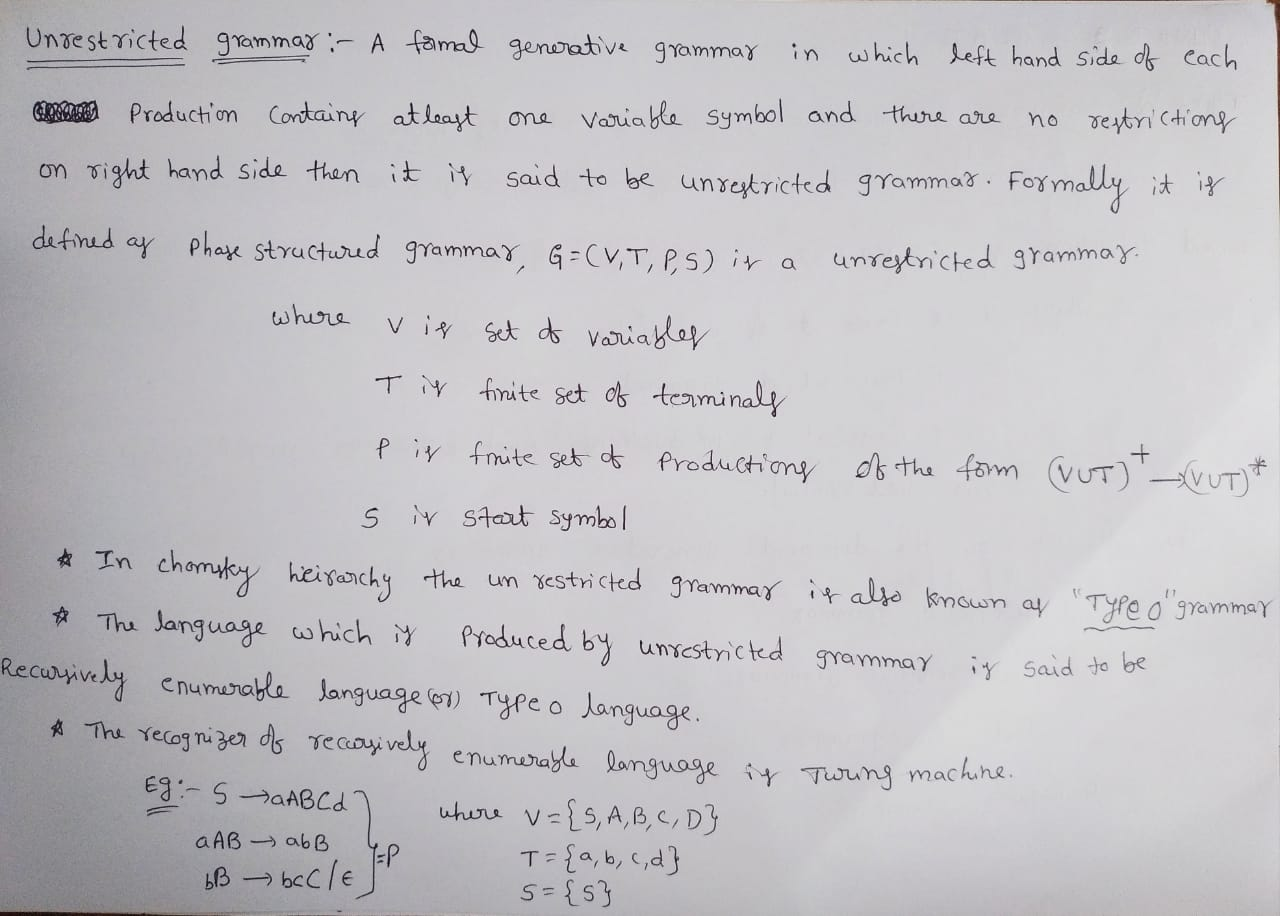 Unrestricted grammar :- A formal generative grammar in which left hand side of each
Production Contains atleast one variable symbol and there are no restrictions
on right hand side then it is said to be unrestricted grammar. Formally it is
defined as Phase structured grammar, G=(V,T,P,S) is a unrestricted grammar.
where V is set of variables
T is finite set of terminals
P is finite set of Productions of the form (VUT)⁺→(VUT)*
S is start symbol
☆ In chomsky heirarchy the un restricted grammar is also known as "Type 0" grammar
☆ The language which is Produced by unrestricted grammar is said to be
Recursively enumerable language (or) Type 0 language.
☆ The recognizer of recursively enumerable language is Turing machine.
Eg:- S → aABCd where V={S,A,B,C,D}
aAB → abB =P T={a,b,c,d}
bB → bcC/ε S={S}